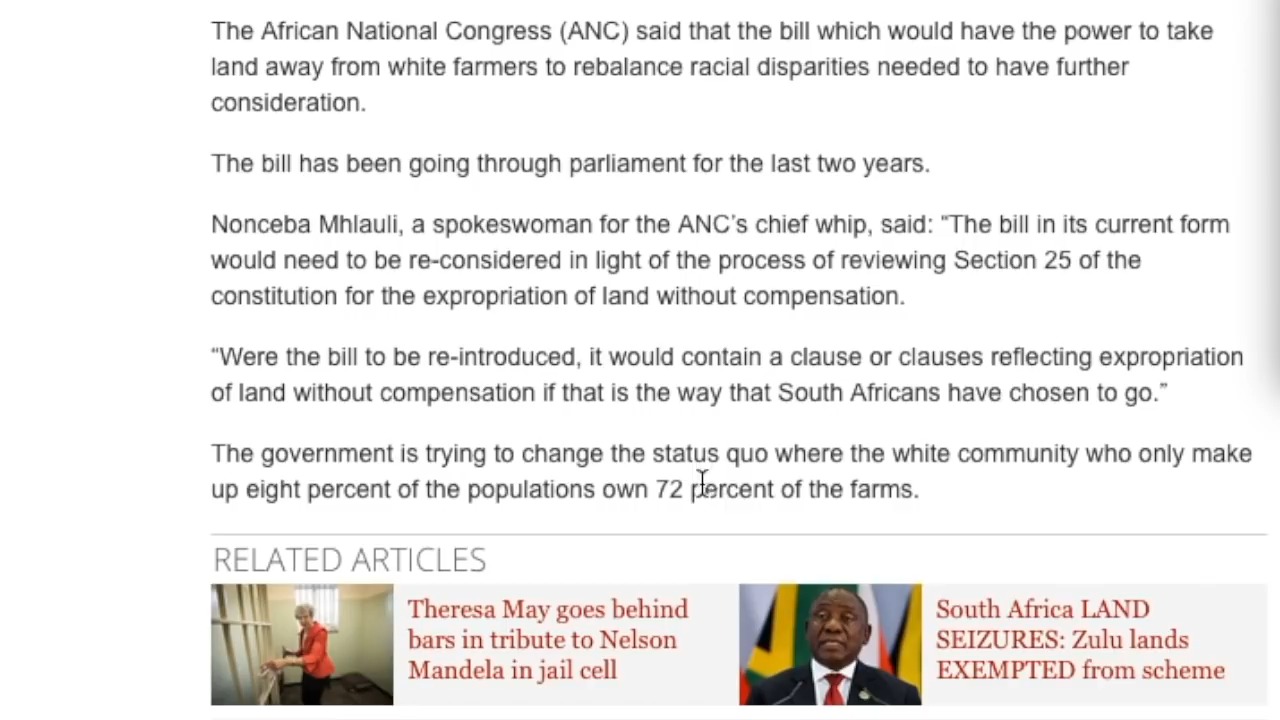 The African National Congress (ANC) said that the bill which would have the power to take
land away from white farmers to rebalance racial disparities needed to have further
consideration.
The bill has been going through parliament for the last two years.
Nonceba Mhlauli, a spokeswoman for the ANC’s chief whip, said: “The bill in its current form
would need to be re-considered in light of the process of reviewing Section 25 of the
constitution for the expropriation of land without compensation.
“Were the bill to be re-introduced, it would contain a clause or clauses reflecting expropriation
of land without compensation if that is the way that South Africans have chosen to go.”
The government is trying to change the status quo where the white community who only make
up eight percent of the populations own 72 percent of the farms.
RELATED ARTICLES
Theresa May goes behind
bars in tribute to Nelson
Mandela in jail cell
South Africa LAND
SEIZURES: Zulu lands
EXEMPTED from scheme